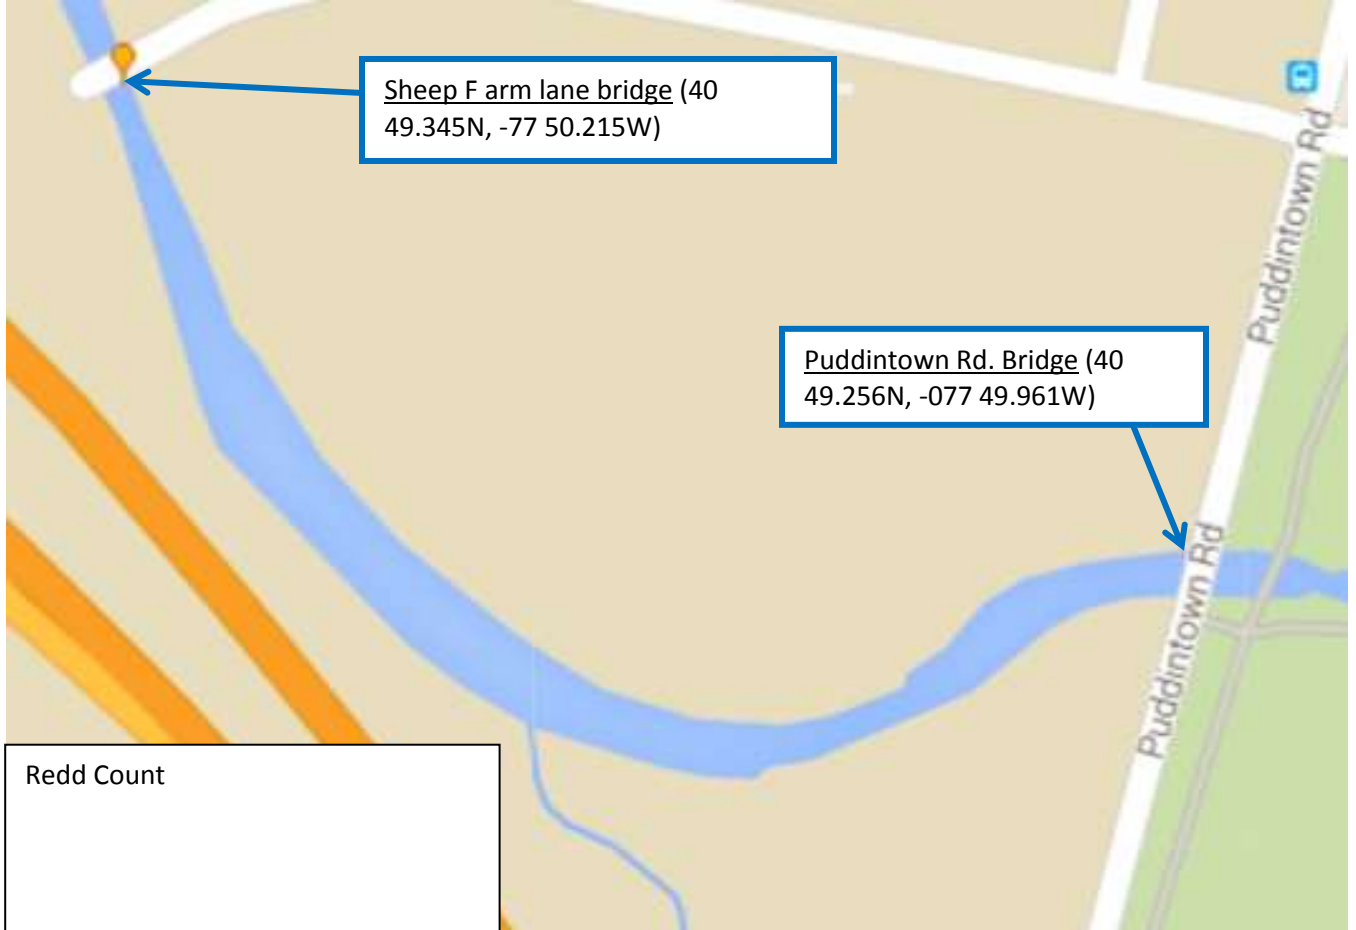 Sheep F arm lane bridge (40
49.345N, -77 50.215W)
Puddintown Rd
Puddintown Rd. Bridge (40
49.256N, -077 49.961W)
Puddintown Rd
Redd Count